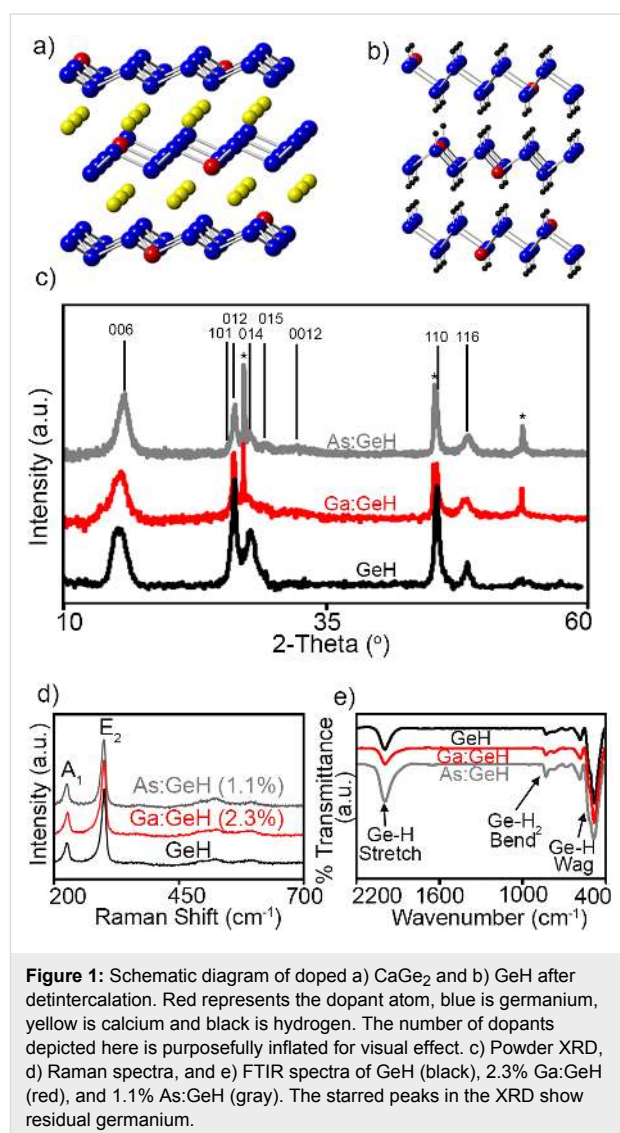 a)
b)
c)
006
101
012
014
015
0012
110
116
*
*
*
As:GeH
Ga:GeH
GeH
Intensity (a.u.)
10
35
60
2-Theta (°)
d)
A1
E2
As:GeH (1.1%)
Ga:GeH (2.3%)
GeH
Intensity (a.u.)
200
450
700
Raman Shift (cm-1)
e)
GeH
Ga:GeH
As:GeH
Ge-H
Stretch
Ge-H2
Bend
Ge-H
Wag
% Transmittance
(a.u.)
2200
1600
1000
400
Wavenumber (cm-1)
Figure 1: Schematic diagram of doped a) CaGe2 and b) GeH after
detintercalation. Red represents the dopant atom, blue is germanium,
yellow is calcium and black is hydrogen. The number of dopants
depicted here is purposefully inflated for visual effect. c) Powder XRD,
d) Raman spectra, and e) FTIR spectra of GeH (black), 2.3% Ga:GeH
(red), and 1.1% As:GeH (gray). The starred peaks in the XRD show
residual germanium.